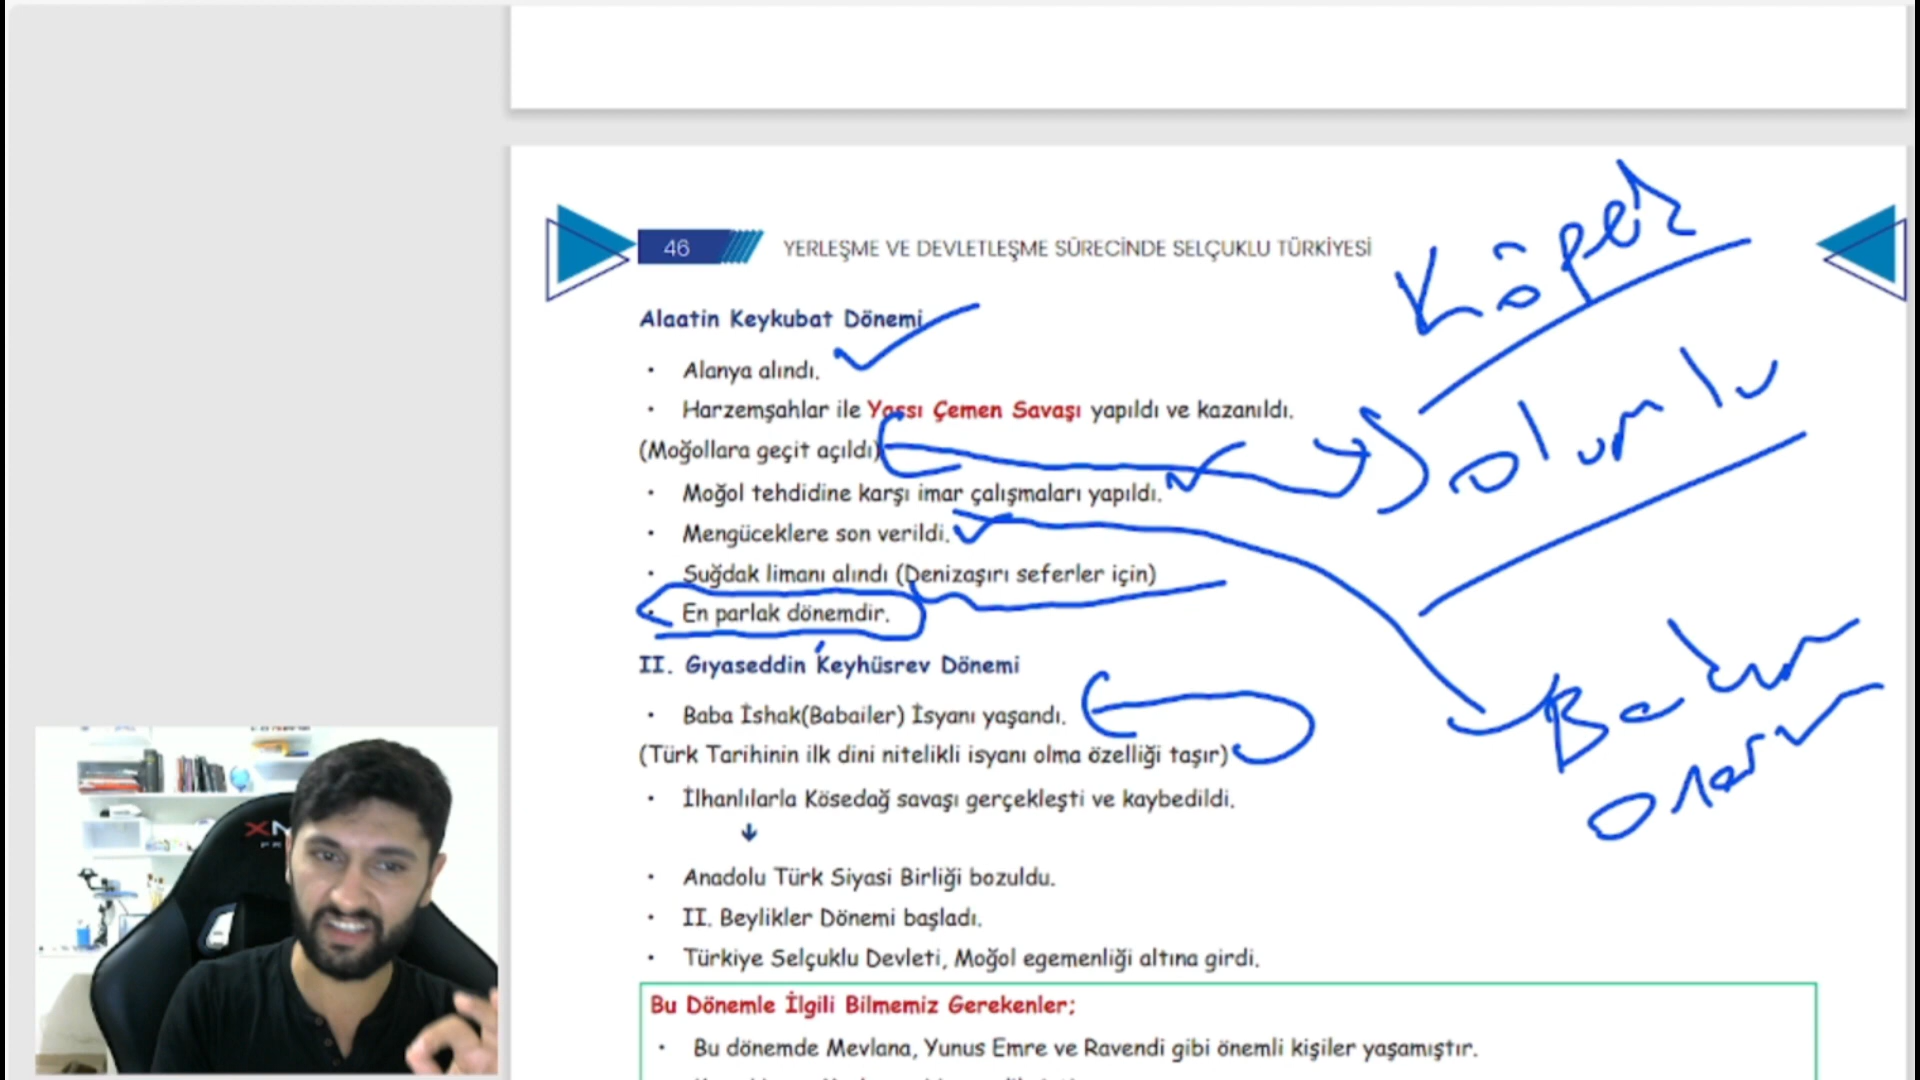 46 YERLEŞME VE DEVLETLEŞME SÜRECİNDE SELÇUKLU TÜRKİYESİ
Köpek
Alaatin Keykubat Dönemi
• Alanya alındı.
• Harzemşahlar ile Yassı Çemen Savaşı yapıldı ve kazanıldı.
(Moğollara geçit açıldı)
olumlu
• Moğol tehdidine karşı imar çalışmaları yapıldı.
• Mengüceklere son verildi.
• Suğdak limanı alındı (Denizaşırı seferler için)
• En parlak dönemdir.
II. Gıyaseddin Keyhüsrev Dönemi
• Baba İshak(Babailer) İsyanı yaşandı.
(Türk Tarihinin ilk dini nitelikli isyanı olma özelliği taşır)
• İlhanlılarla Kösedağ savaşı gerçekleşti ve kaybedildi.
• Anadolu Türk Siyasi Birliği bozuldu.
• II. Beylikler Dönemi başladı.
• Türkiye Selçuklu Devleti, Moğol egemenliği altına girdi.
Bu Dönemle İlgili Bilmemiz Gerekenler;
• Bu dönemde Mevlana, Yunus Emre ve Ravendi gibi önemli kişiler yaşamıştır.